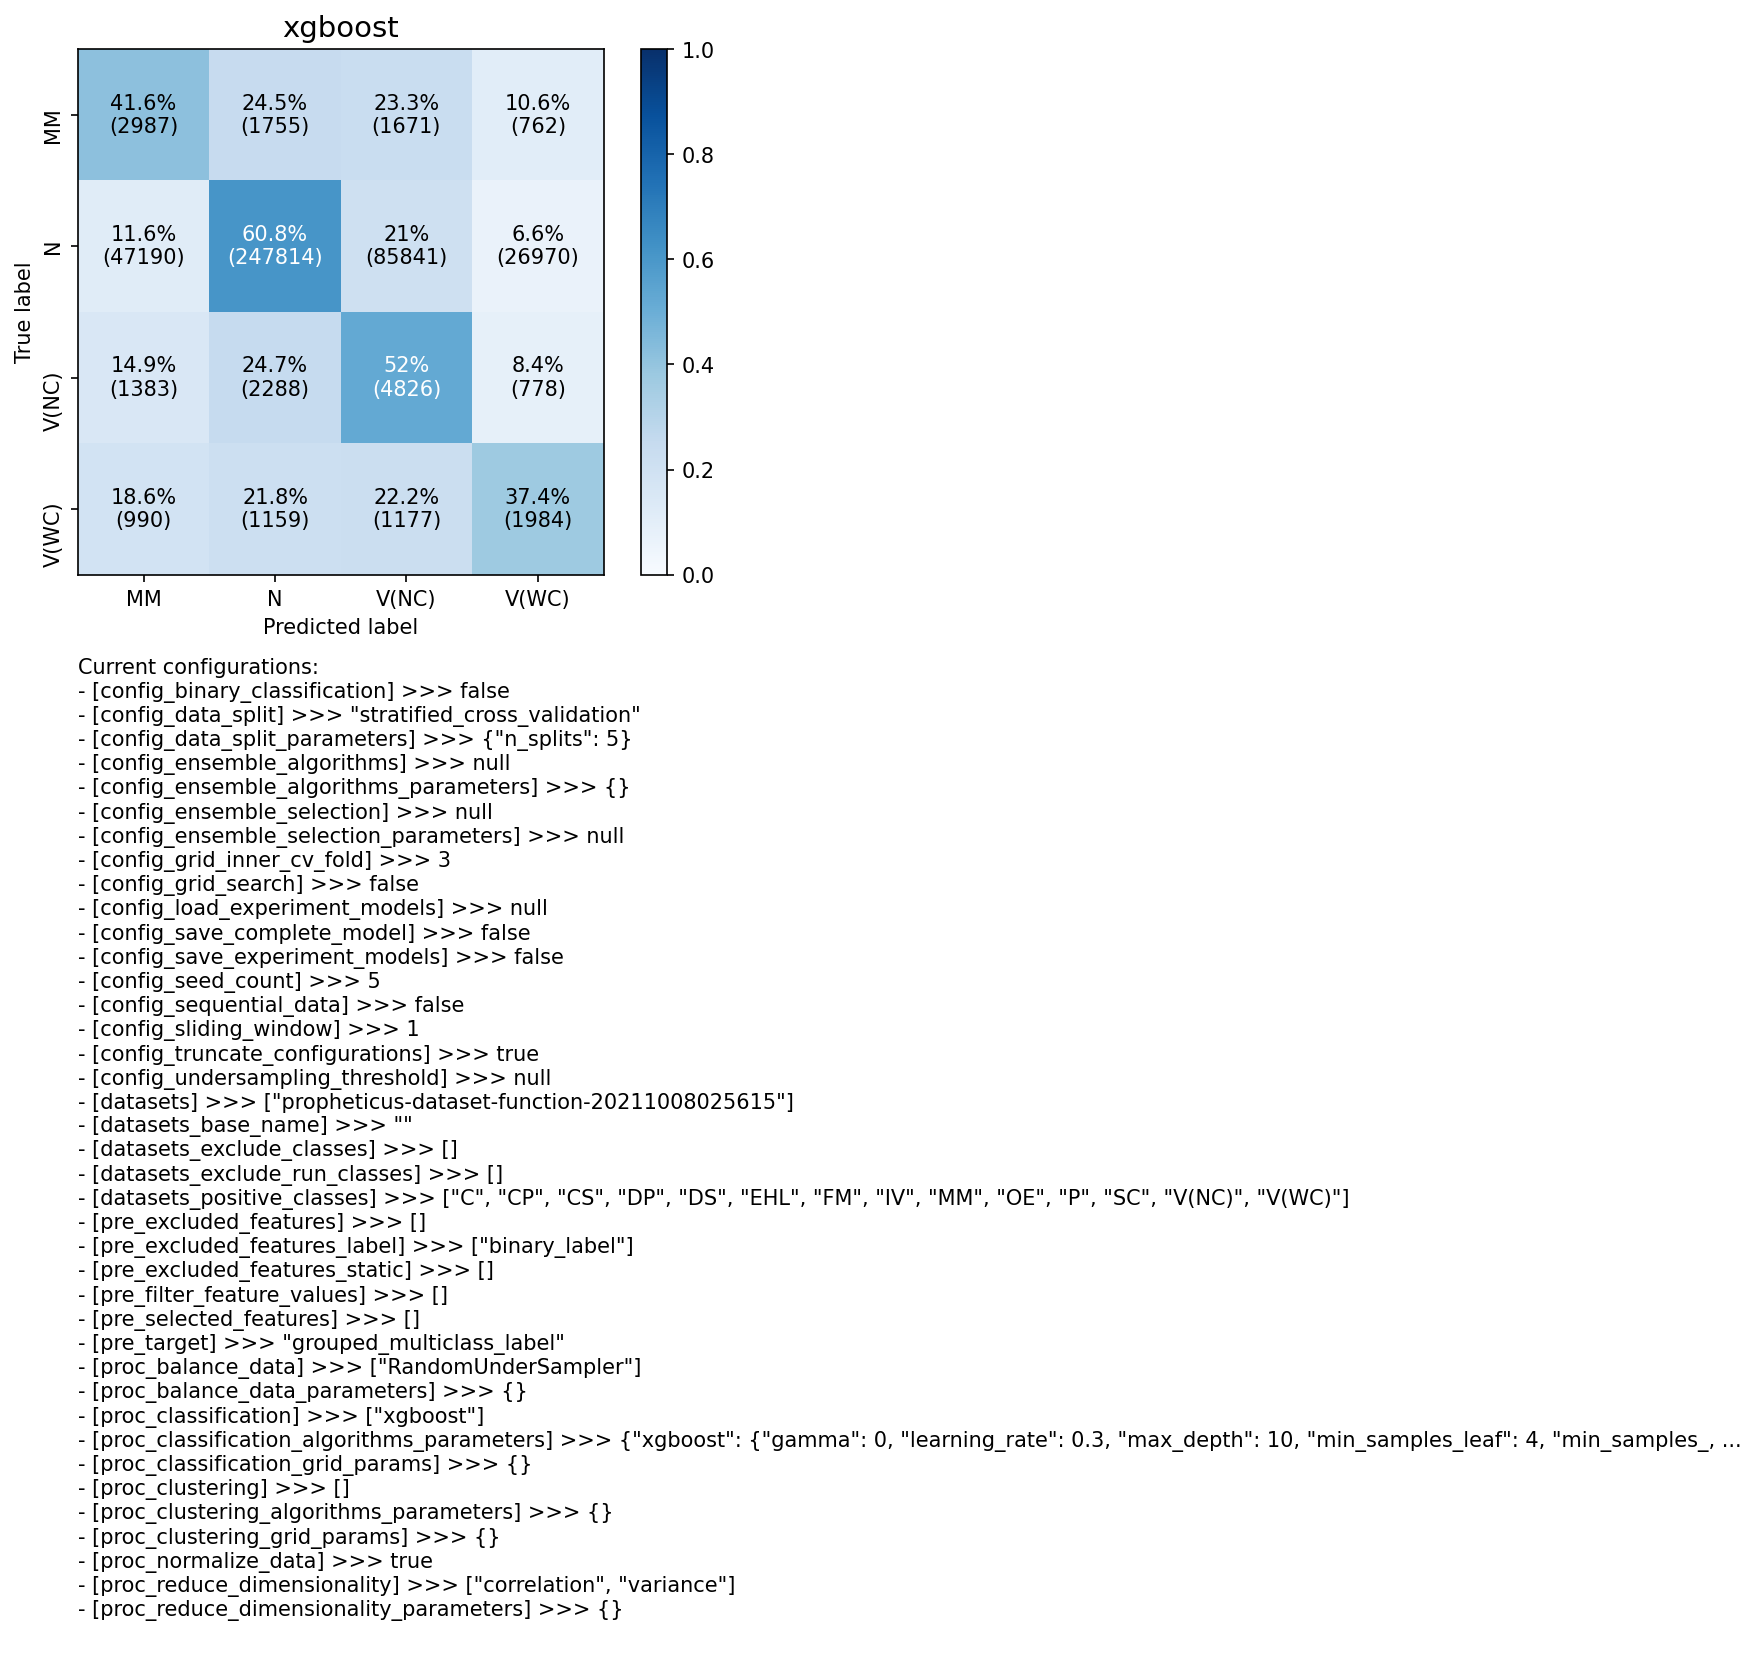 xgboost
41.6%
(2987)
24.5%
(1755)
23.3%
(1671)
10.6%
(762)
11.6%
(47190)
60.8%
(247814)
21%
(85841)
6.6%
(26970)
14.9%
(1383)
24.7%
(2288)
52%
(4826)
8.4%
(778)
18.6%
(990)
21.8%
(1159)
22.2%
(1177)
37.4%
(1984)
MM
N
V(NC)
V(WC)
True label
MM
N
V(NC)
V(WC)
Predicted label
1.0
0.8
0.6
0.4
0.2
0.0
Current configurations:
- [config_binary_classification] >>> false
- [config_data_split] >>> "stratified_cross_validation"
- [config_data_split_parameters] >>> {"n_splits": 5}
- [config_ensemble_algorithms] >>> null
- [config_ensemble_algorithms_parameters] >>> {}
- [config_ensemble_selection] >>> null
- [config_ensemble_selection_parameters] >>> null
- [config_grid_inner_cv_fold] >>> 3
- [config_grid_search] >>> false
- [config_load_experiment_models] >>> null
- [config_save_complete_model] >>> false
- [config_save_experiment_models] >>> false
- [config_seed_count] >>> 5
- [config_sequential_data] >>> false
- [config_sliding_window] >>> 1
- [config_truncate_configurations] >>> true
- [config_undersampling_threshold] >>> null
- [datasets] >>> ["propheticus-dataset-function-20211008025615"]
- [datasets_base_name] >>> ""
- [datasets_exclude_classes] >>> []
- [datasets_exclude_run_classes] >>> []
- [datasets_positive_classes] >>> ["C", "CP", "CS", "DP", "DS", "EHL", "FM", "IV", "MM", "OE", "P", "SC", "V(NC)", "V(WC)"]
- [pre_excluded_features] >>> []
- [pre_excluded_features_label] >>> ["binary_label"]
- [pre_excluded_features_static] >>> []
- [pre_filter_feature_values] >>> []
- [pre_selected_features] >>> []
- [pre_target] >>> "grouped_multiclass_label"
- [proc_balance_data] >>> ["RandomUnderSampler"]
- [proc_balance_data_parameters] >>> {}
- [proc_classification] >>> ["xgboost"]
- [proc_classification_algorithms_parameters] >>> {"xgboost": {"gamma": 0, "learning_rate": 0.3, "max_depth": 10, "min_samples_leaf": 4, "min_samples_, ...
- [proc_classification_grid_params] >>> {}
- [proc_clustering] >>> []
- [proc_clustering_algorithms_parameters] >>> {}
- [proc_clustering_grid_params] >>> {}
- [proc_normalize_data] >>> true
- [proc_reduce_dimensionality] >>> ["correlation", "variance"]
- [proc_reduce_dimensionality_parameters] >>> {}